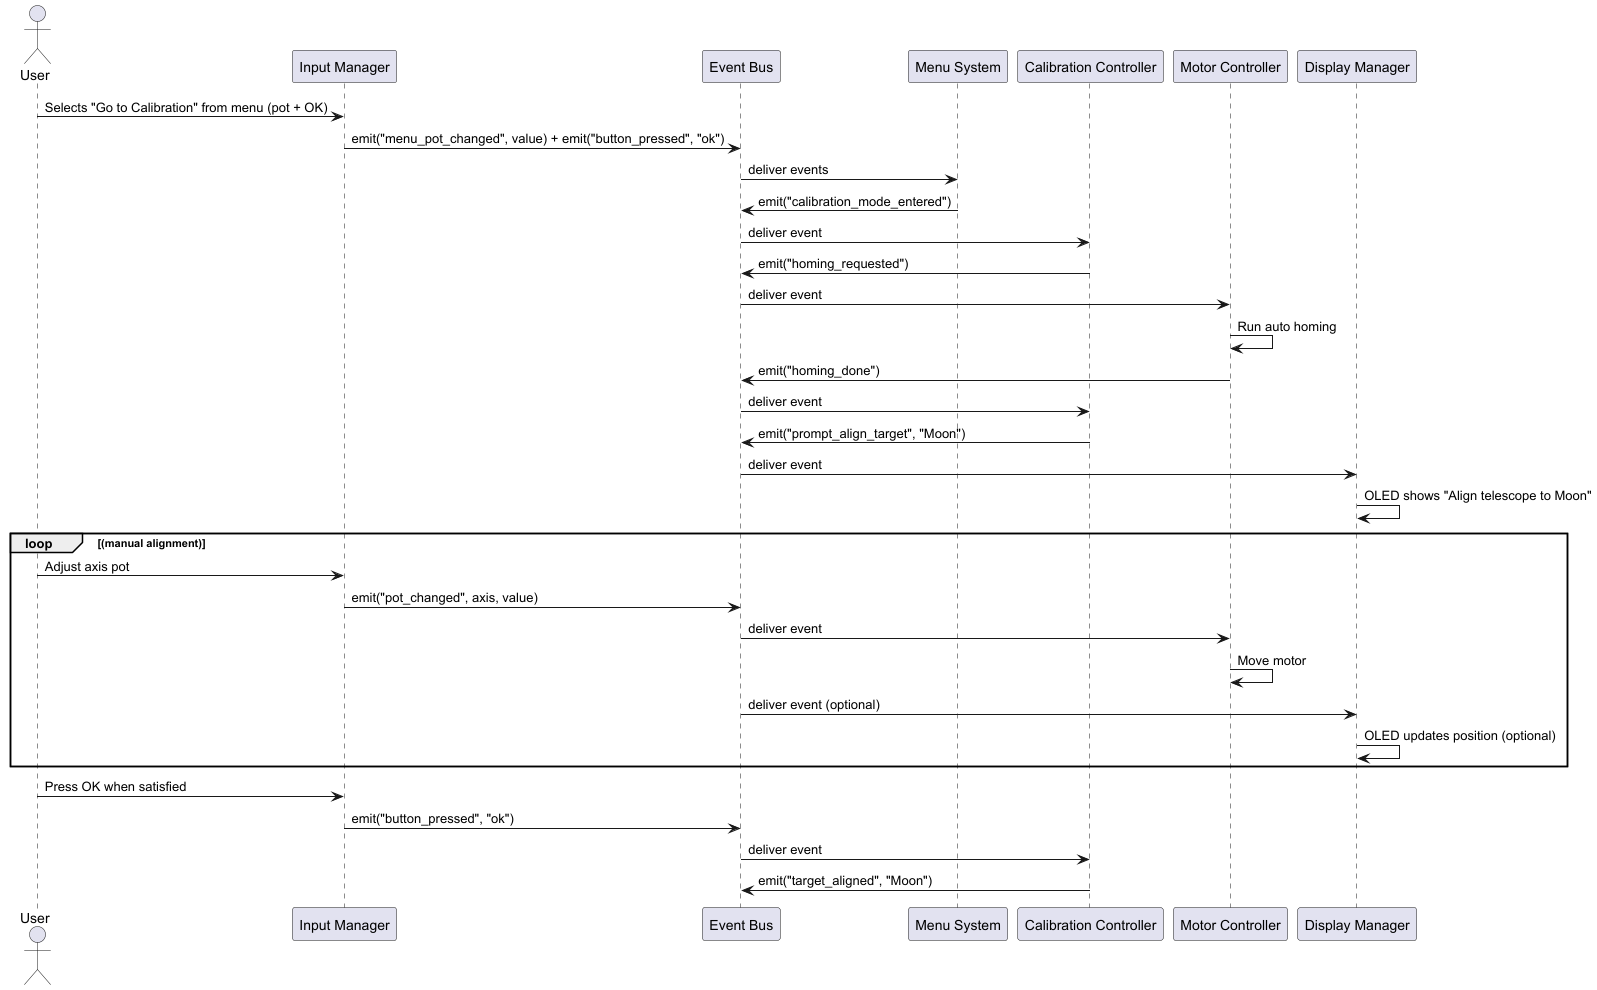 User
Input Manager
Event Bus
Menu System
Calibration Controller
Motor Controller
Display Manager
Selects "Go to Calibration" from menu (pot + OK)
emit("menu_pot_changed", value) + emit("button_pressed", "ok")
deliver events
emit("calibration_mode_entered")
deliver event
emit("homing_requested")
deliver event
Run auto homing
emit("homing_done")
deliver event
emit("prompt_align_target", "Moon")
deliver event
OLED shows "Align telescope to Moon"
loop
[(manual alignment)]
Adjust axis pot
emit("pot_changed", axis, value)
deliver event
Move motor
deliver event (optional)
OLED updates position (optional)
Press OK when satisfied
emit("button_pressed", "ok")
deliver event
emit("target_aligned", "Moon")
User
Input Manager
Event Bus
Menu System
Calibration Controller
Motor Controller
Display Manager